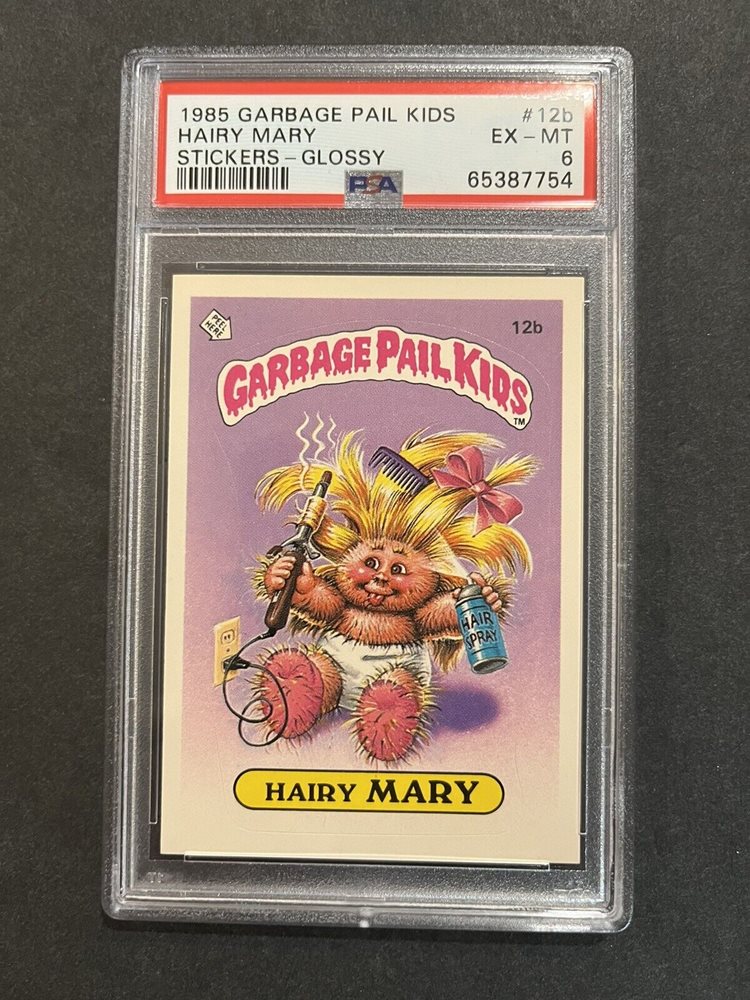 1985 GARBAGE PAIL KIDS #12b
HAIRY MARY EX-MT
STICKERS-GLOSSY 6
PSA 65387754
PEEL HERE
12b
GARBAGE PAIL KIDS
TM
HAIR
SPRAY
HAIRY MARY